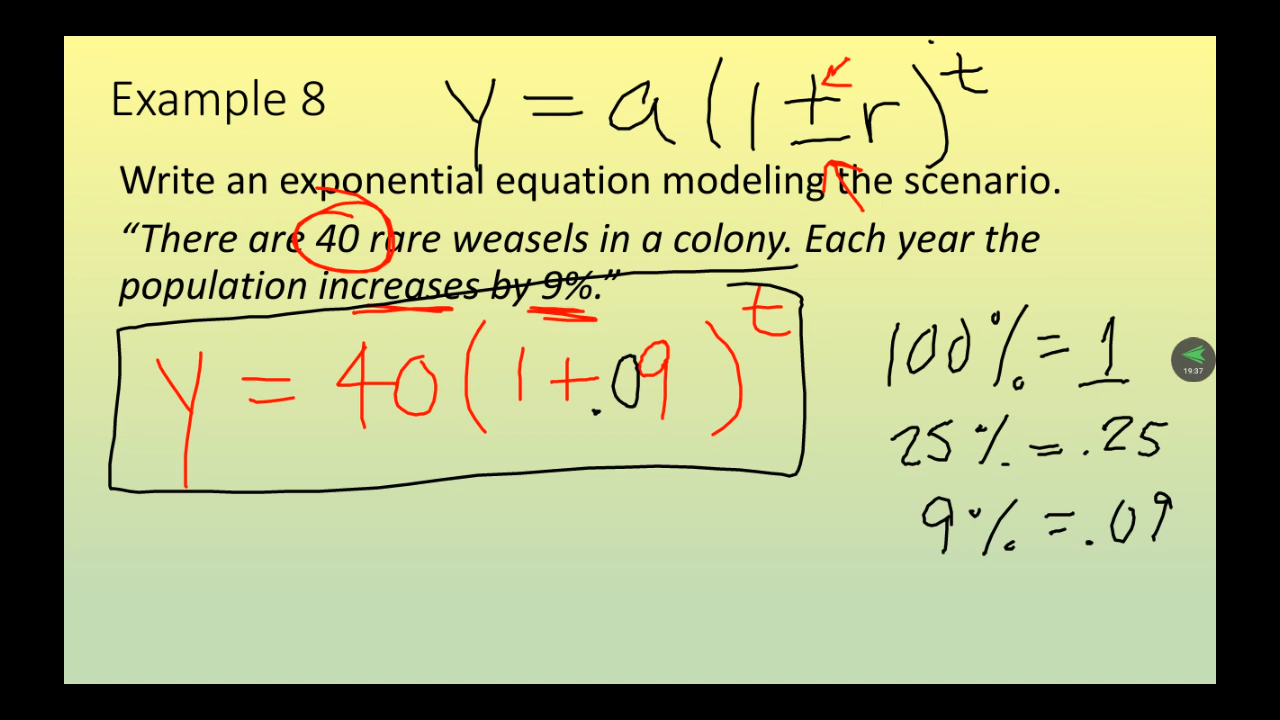 Example 8
y = a(1 ± r)^t
Write an exponential equation modeling the scenario.
“There are 40 rare weasels in a colony. Each year the
population increases by 9%.”
y = 40(1+.09)^t
100% = 1
25% = .25
9% = .09
19:37